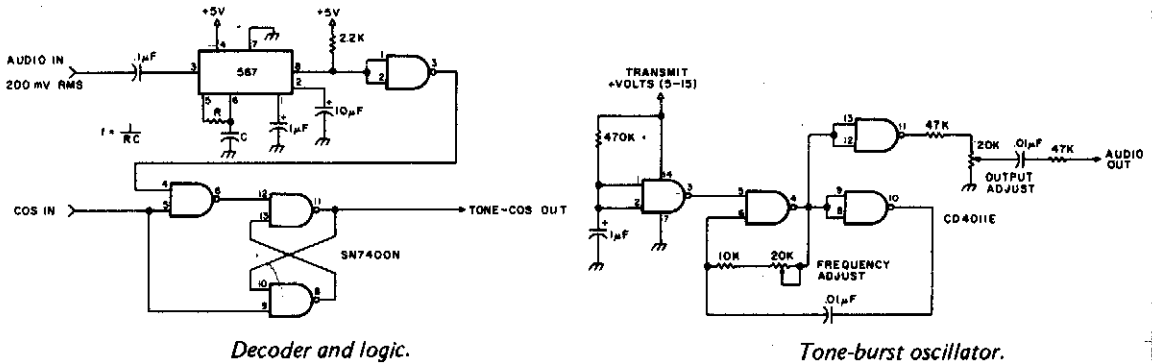 +5V
+5V
4
7
2.2K
AUDIO IN
.1µF
3
567
8
1
2
3
200 mV RMS
2
5
6
1
R
C
+
1µF
+
10µF
f = 1/RC
4
5
6
12
13
11
COS IN
TONE-COS OUT
SN7400N
10
9
8
Decoder and logic.
TRANSMIT
+VOLTS (5-15)
470K
14
1
2
3
7
+
1µF
5
6
4
13
12
11
47K
20K
.01µF
47K
AUDIO
OUT
OUTPUT
ADJUST
9
8
10
CD4011E
10K
20K
FREQUENCY
ADJUST
.01µF
Tone-burst oscillator.